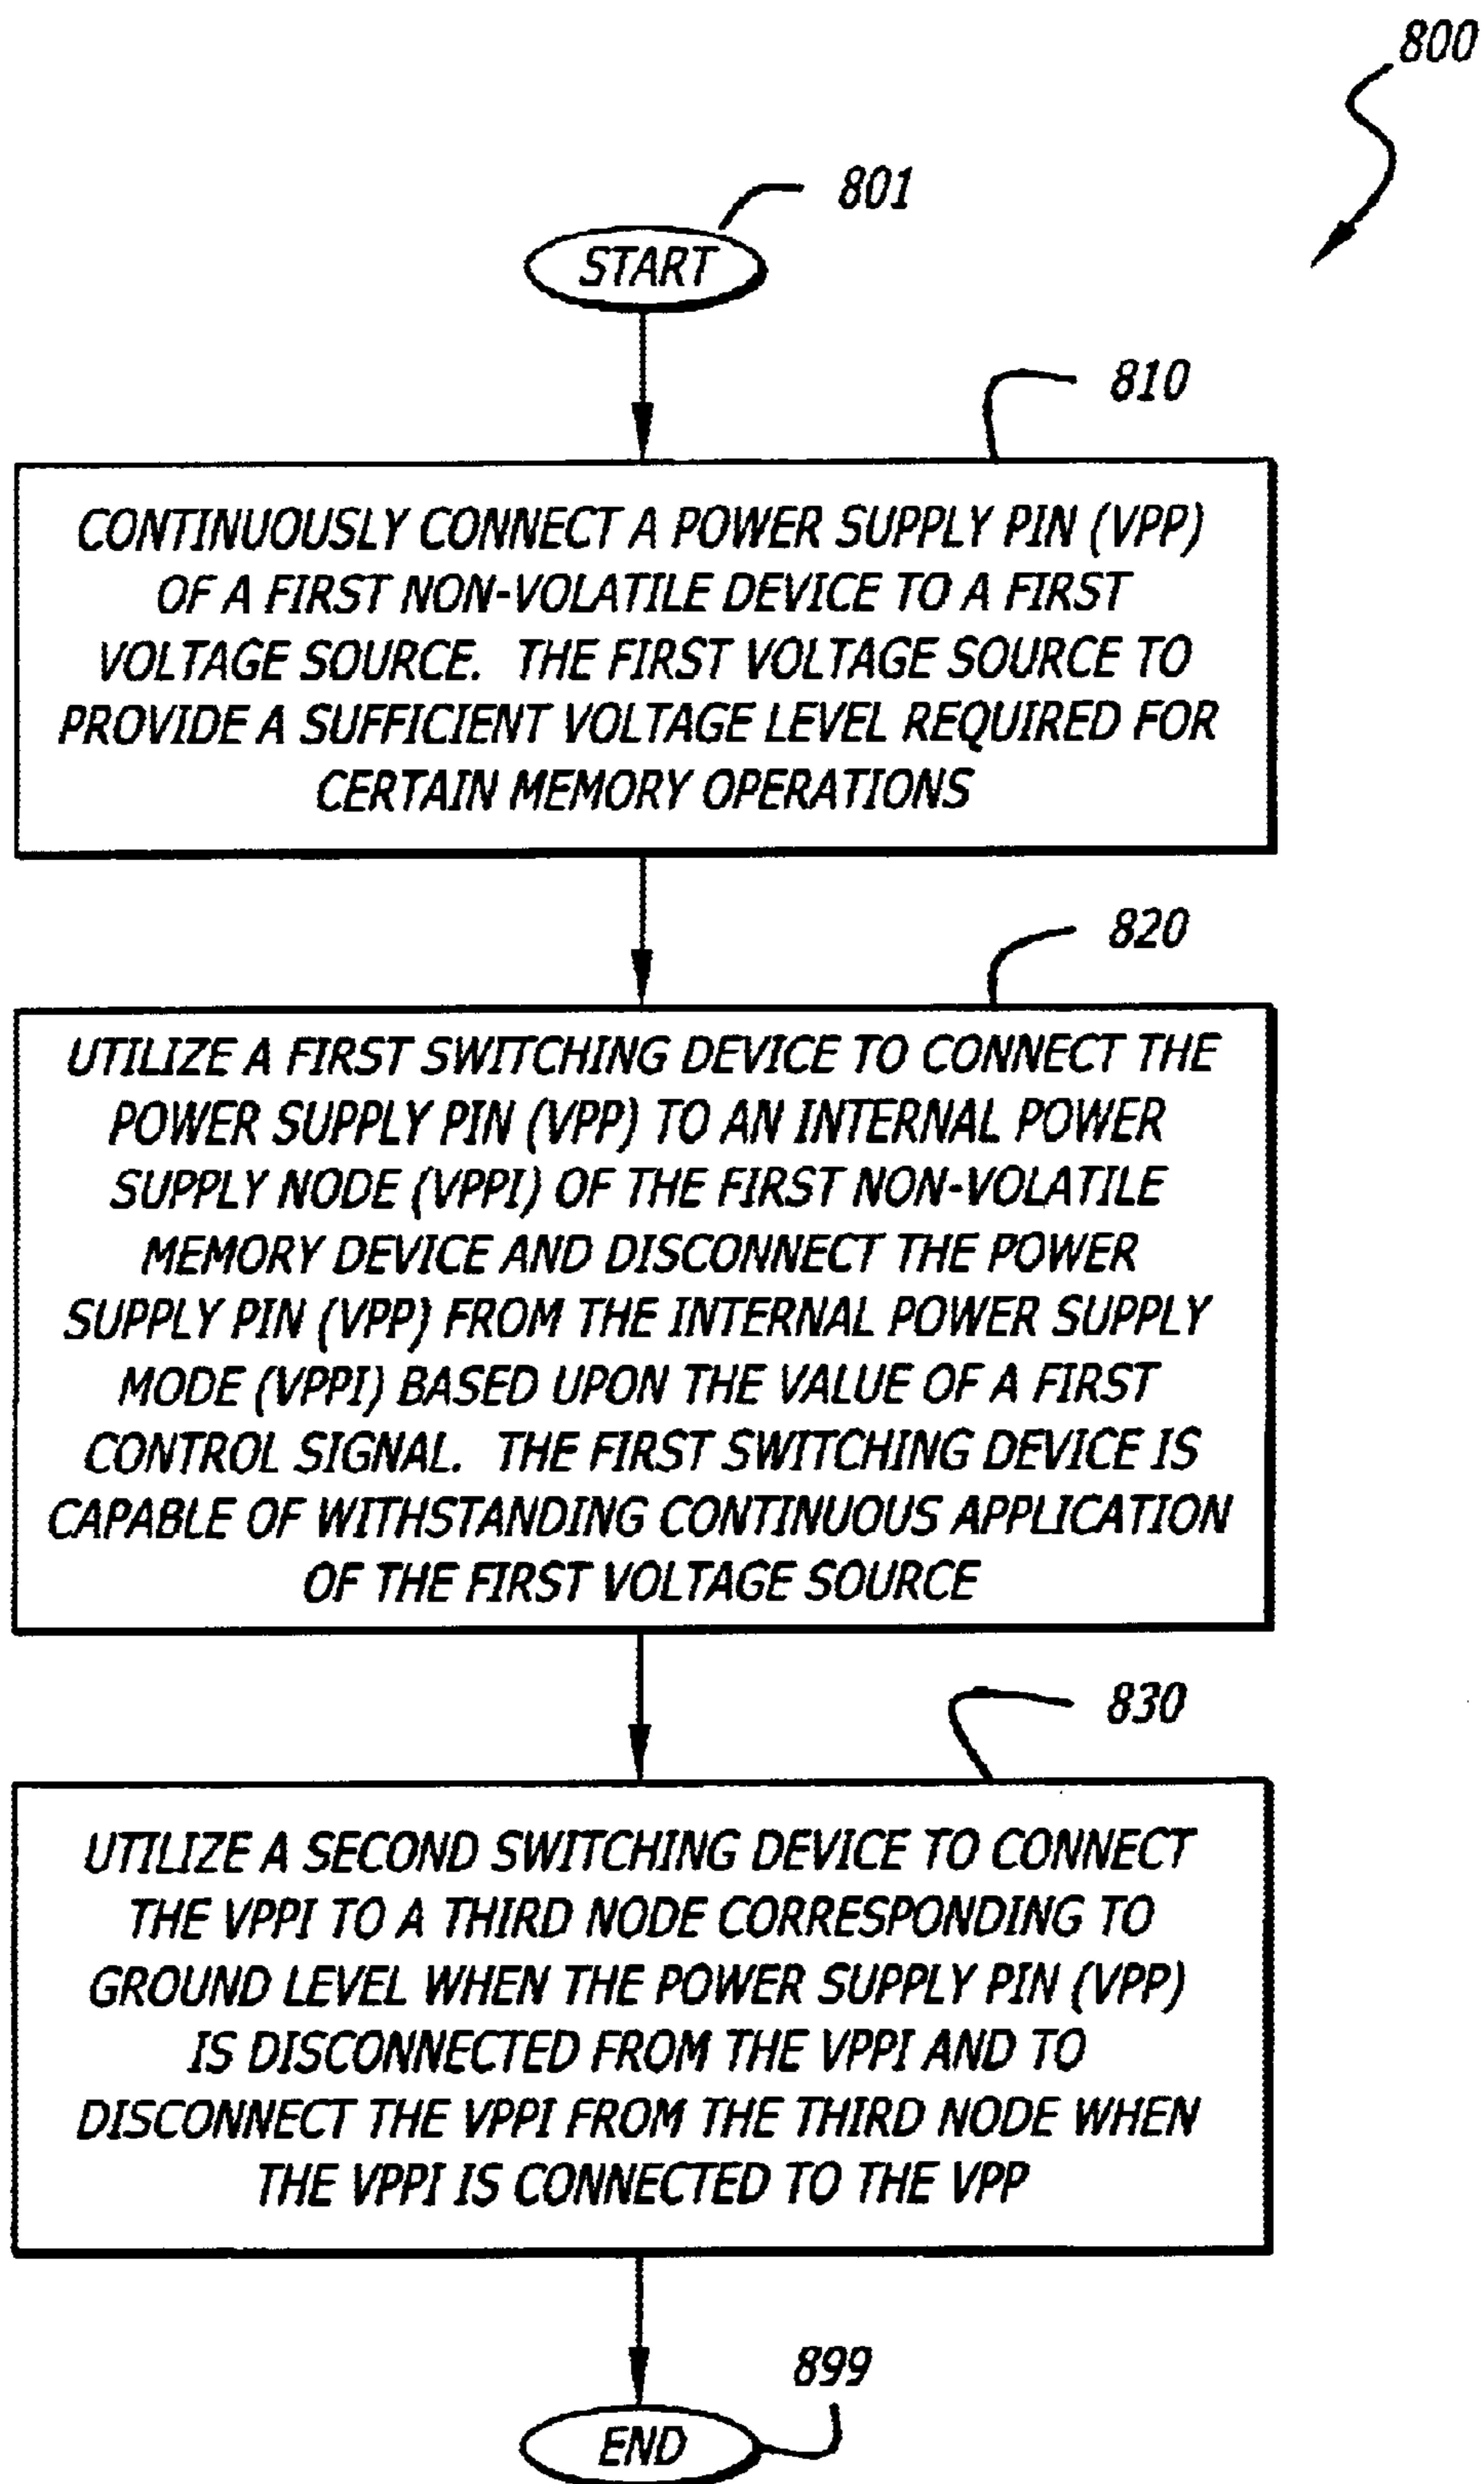 800
801
START
810
CONTINUOUSLY CONNECT A POWER SUPPLY PIN (VPP)
OF A FIRST NON-VOLATILE DEVICE TO A FIRST
VOLTAGE SOURCE. THE FIRST VOLTAGE SOURCE TO
PROVIDE A SUFFICIENT VOLTAGE LEVEL REQUIRED FOR
CERTAIN MEMORY OPERATIONS
820
UTILIZE A FIRST SWITCHING DEVICE TO CONNECT THE
POWER SUPPLY PIN (VPP) TO AN INTERNAL POWER
SUPPLY NODE (VPPI) OF THE FIRST NON-VOLATILE
MEMORY DEVICE AND DISCONNECT THE POWER
SUPPLY PIN (VPP) FROM THE INTERNAL POWER SUPPLY
MODE (VPPI) BASED UPON THE VALUE OF A FIRST
CONTROL SIGNAL. THE FIRST SWITCHING DEVICE IS
CAPABLE OF WITHSTANDING CONTINUOUS APPLICATION
OF THE FIRST VOLTAGE SOURCE
830
UTILIZE A SECOND SWITCHING DEVICE TO CONNECT
THE VPPI TO A THIRD NODE CORRESPONDING TO
GROUND LEVEL WHEN THE POWER SUPPLY PIN (VPP)
IS DISCONNECTED FROM THE VPPI AND TO
DISCONNECT THE VPPI FROM THE THIRD NODE WHEN
THE VPPI IS CONNECTED TO THE VPP
899
END